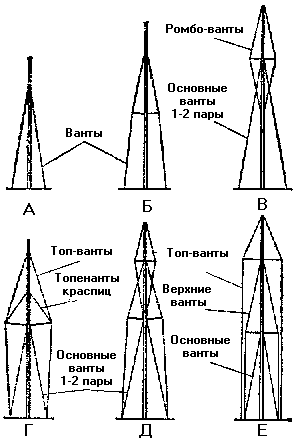 Ромбо-ванты
Основные
ванты
1-2 пары
Ванты
А
Б
В
Топ-ванты
Топенанты
краспиц
Основные
ванты
1-2 пары
Топ-ванты
Верхние
ванты
Основные
ванты
Г
Д
Е